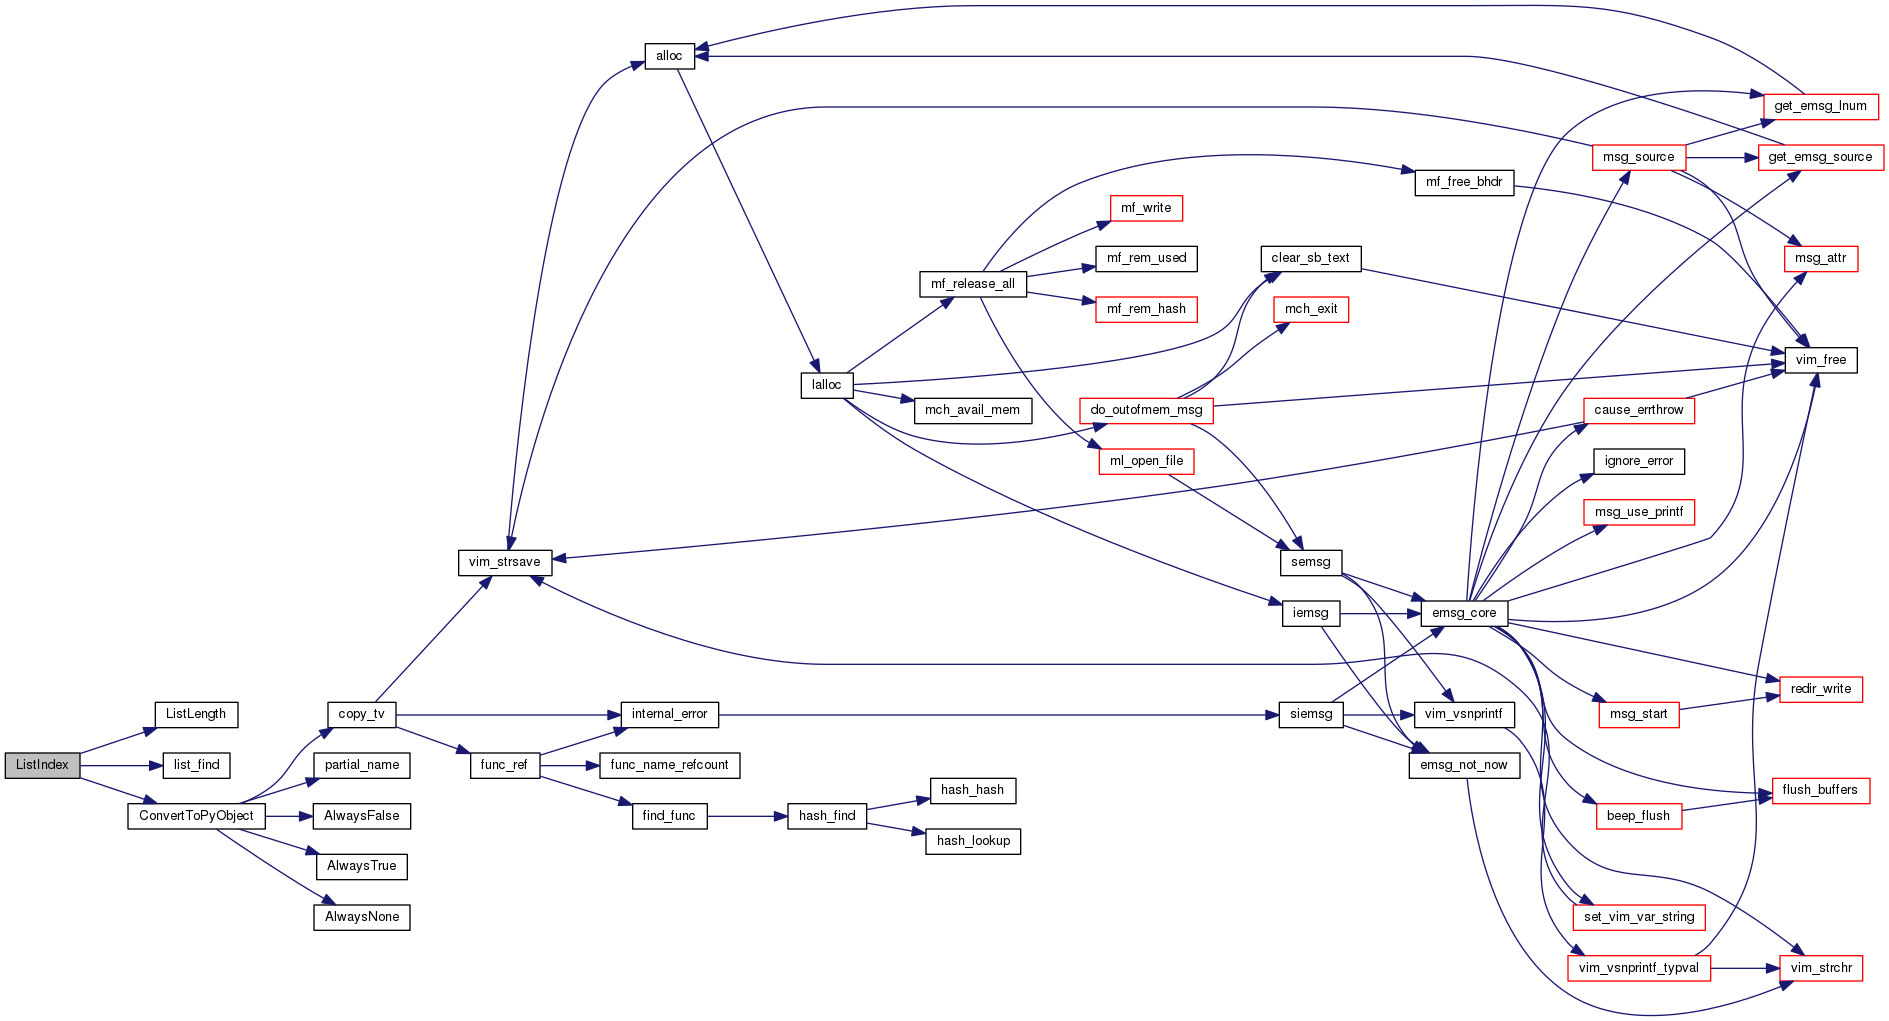 alloc
get_emsg_lnum
msg_source
get_emsg_source
mf_free_bhdr
mf_write
mf_rem_used
clear_sb_text
msg_attr
mf_release_all
mf_rem_hash
mch_exit
vim_free
lalloc
mch_avail_mem
do_outofmem_msg
cause_errthrow
ml_open_file
ignore_error
msg_use_printf
vim_strsave
semsg
iemsg
emsg_core
redir_write
ListLength
copy_tv
internal_error
siemsg
vim_vsnprintf
msg_start
ListIndex
list_find
partial_name
func_ref
func_name_refcount
emsg_not_now
hash_hash
flush_buffers
ConvertToPyObject
AlwaysFalse
find_func
hash_find
beep_flush
hash_lookup
AlwaysTrue
AlwaysNone
set_vim_var_string
vim_vsnprintf_typval
vim_strchr